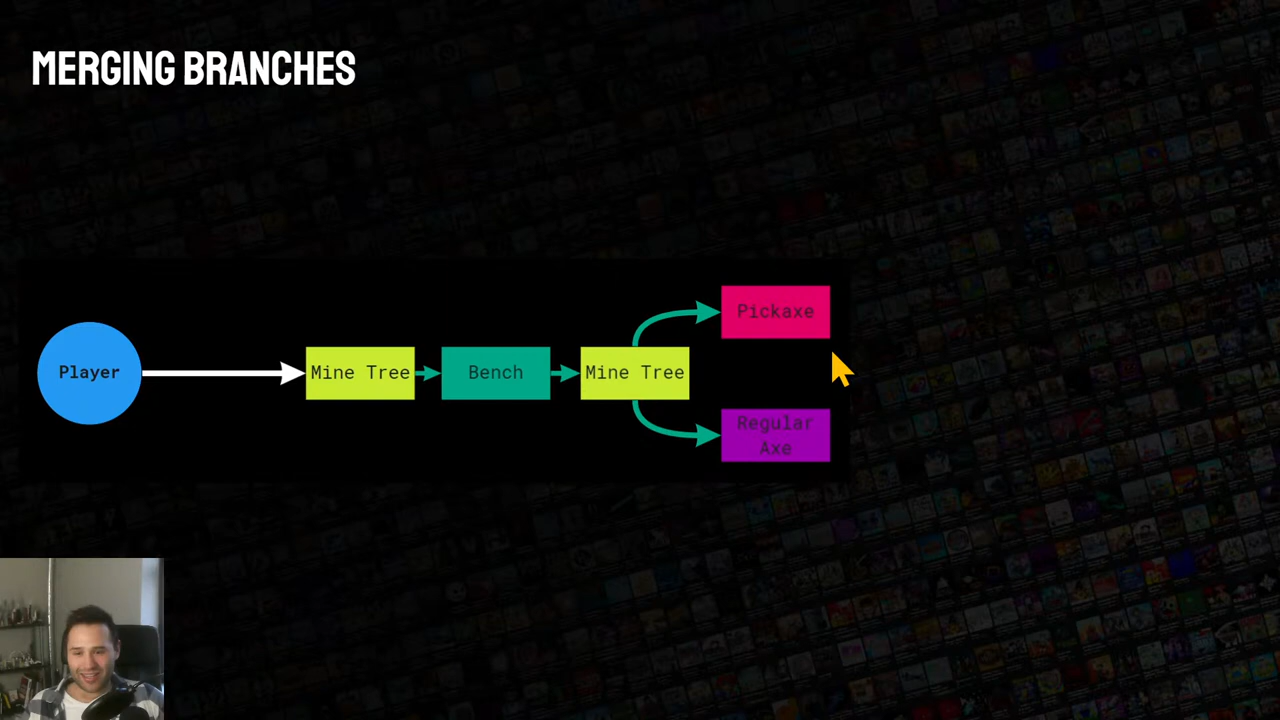 MERGING BRANCHES
Player
Mine Tree
Bench
Mine Tree
Pickaxe
Regular
Axe